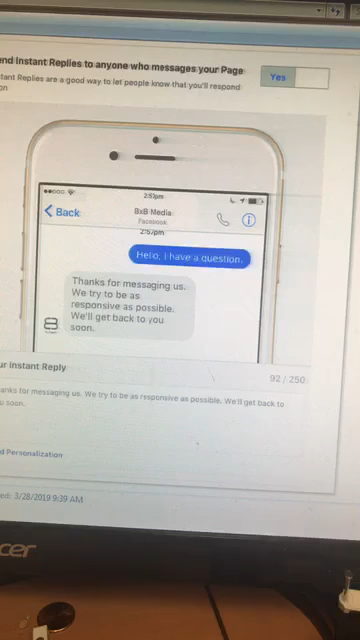 nd Instant Replies to anyone who messages your Page
tant Replies are a good way to let people know that you'll respond
on
Yes
2:57pm
Back
BxB Media
Facebook
2:57pm
Hello, I have a question.
Thanks for messaging us.
We try to be as
responsive as possible.
We'll get back to you
soon.
ur Instant Reply
92 / 250
anks for messaging us. We try to be as responsive as possible. We'll get back to
u soon.
d Personalization
ed: 3/28/2019 9:39 AM
cer